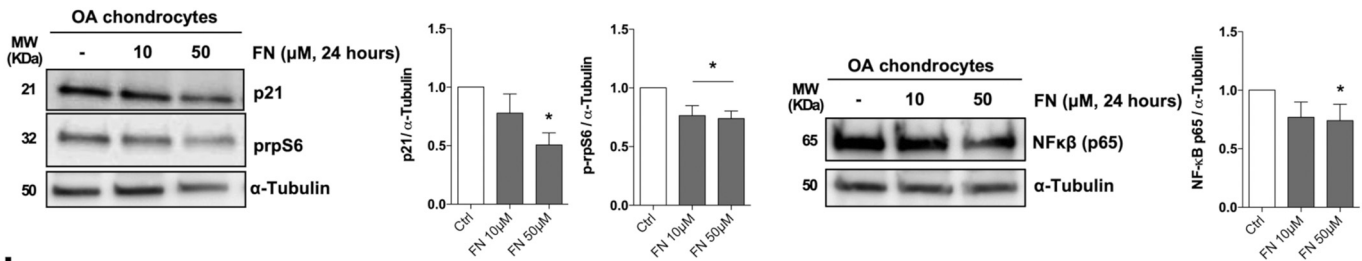 OA chondrocytes
MW
(KDa)
- 10 50 FN (μM, 24 hours)
21 p21
32 prpS6
50 α-Tubulin
1.5
1.0
0.5
0.0
p21/ α-Tubulin
*
Ctrl
FN 10μM
FN 50μM
1.5
1.0
0.5
0.0
p-rpS6 / α-Tubulin
*
Ctrl
FN 10μM
FN 50μM
OA chondrocytes
MW
(KDa)
- 10 50 FN (μM, 24 hours)
65 NFκβ (p65)
50 α-Tubulin
1.5
1.0
0.5
0.0
NF-κB p65 / α-Tubulin
*
Ctrl
FN 10μM
FN 50μM